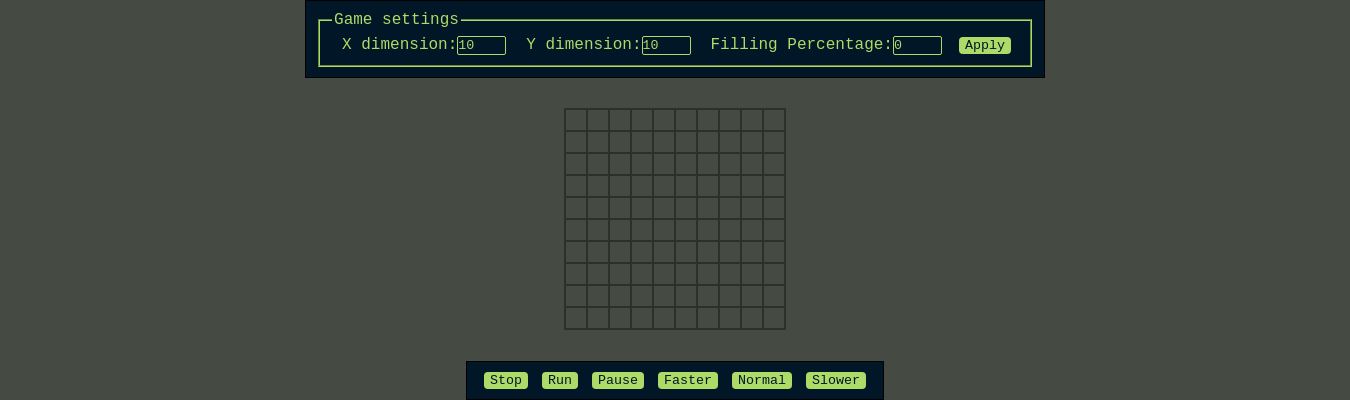 Game settings
X dimension:10 Y dimension:10 Filling Percentage:0 Apply
Stop Run Pause Faster Normal Slower